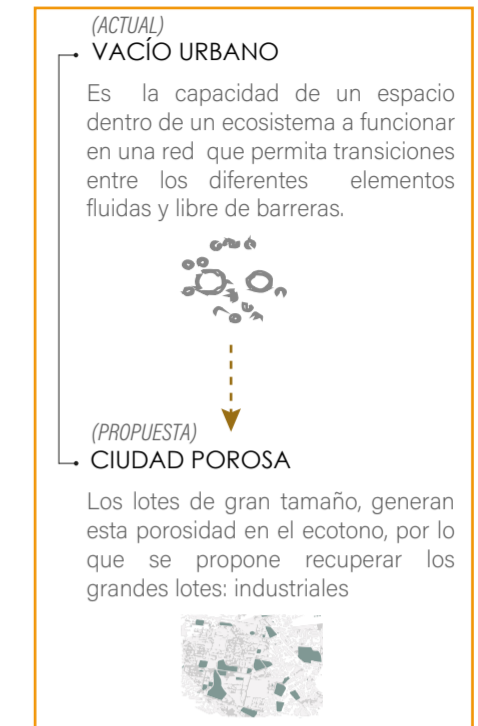 (ACTUAL)
VACÍO URBANO
Es la capacidad de un espacio
dentro de un ecosistema a funcionar
en una red que permita transiciones
entre los diferentes elementos
fluidas y libre de barreras.
(PROPUESTA)
CIUDAD POROSA
Los lotes de gran tamaño, generan
esta porosidad en el ecotono, por lo
que se propone recuperar los
grandes lotes: industriales